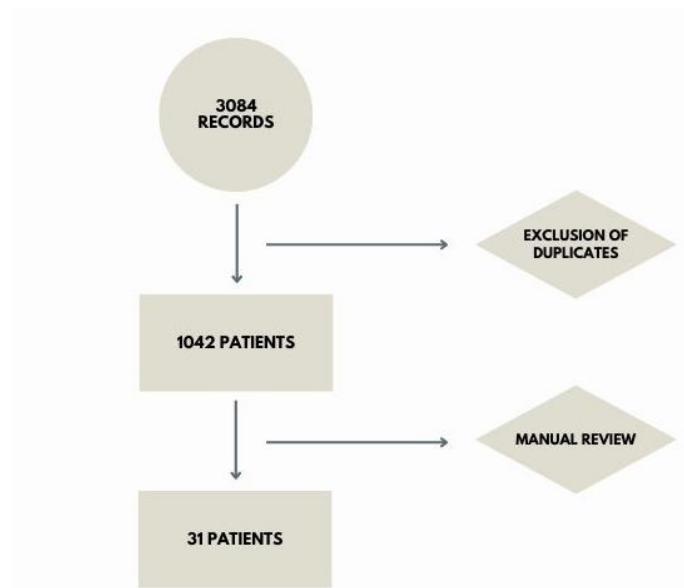 3084
RECORDS
EXCLUSION OF
DUPLICATES
1042 PATIENTS
MANUAL REVIEW
31 PATIENTS